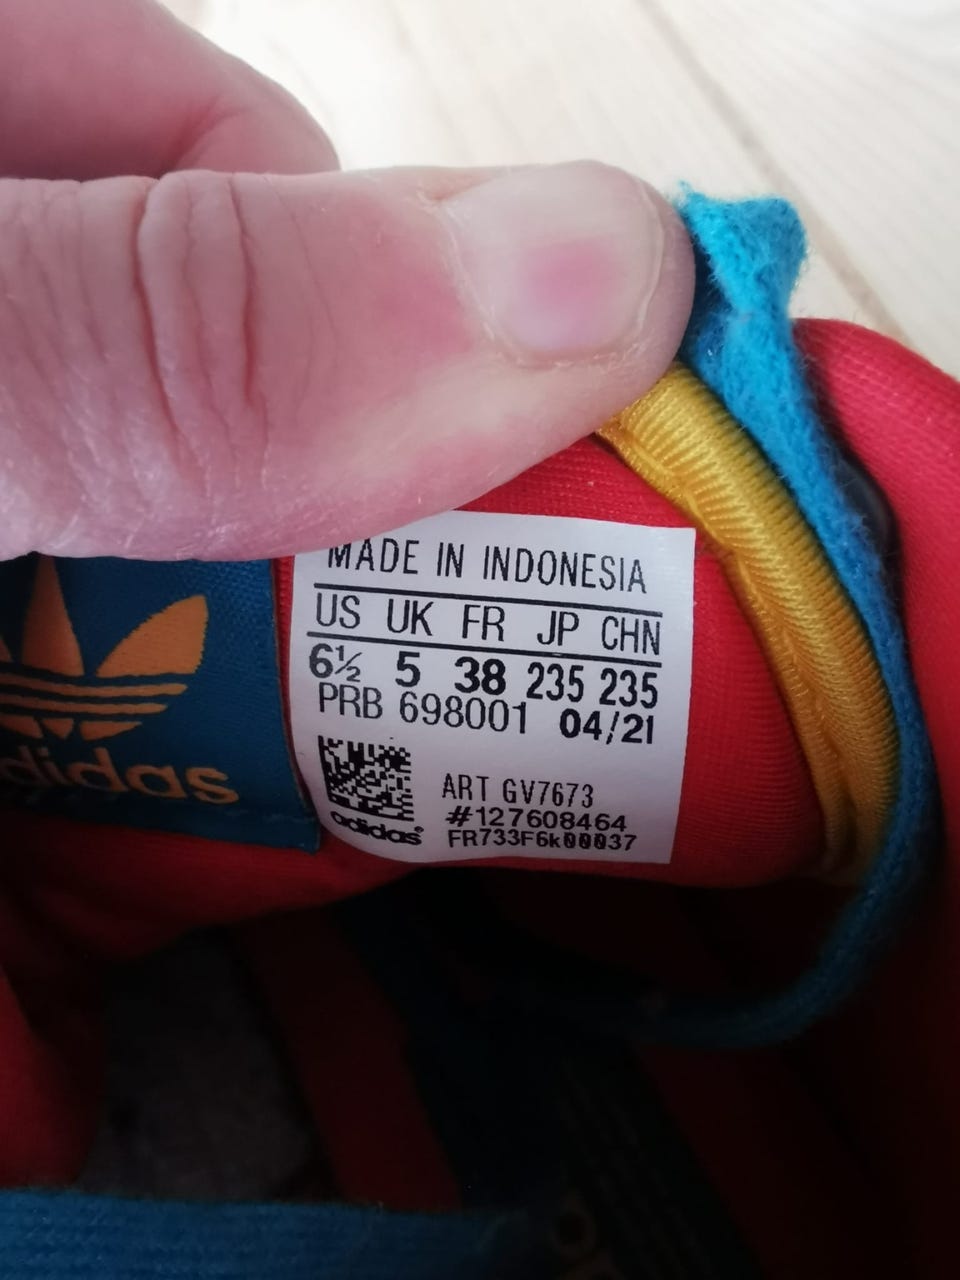 MADE IN INDONESIA
US UK FR JP CHN
6½ 5 38 235 235
PRB 698001 04/21
ART GV7673
#127608464
adidas® FR733F6k00037
adidas